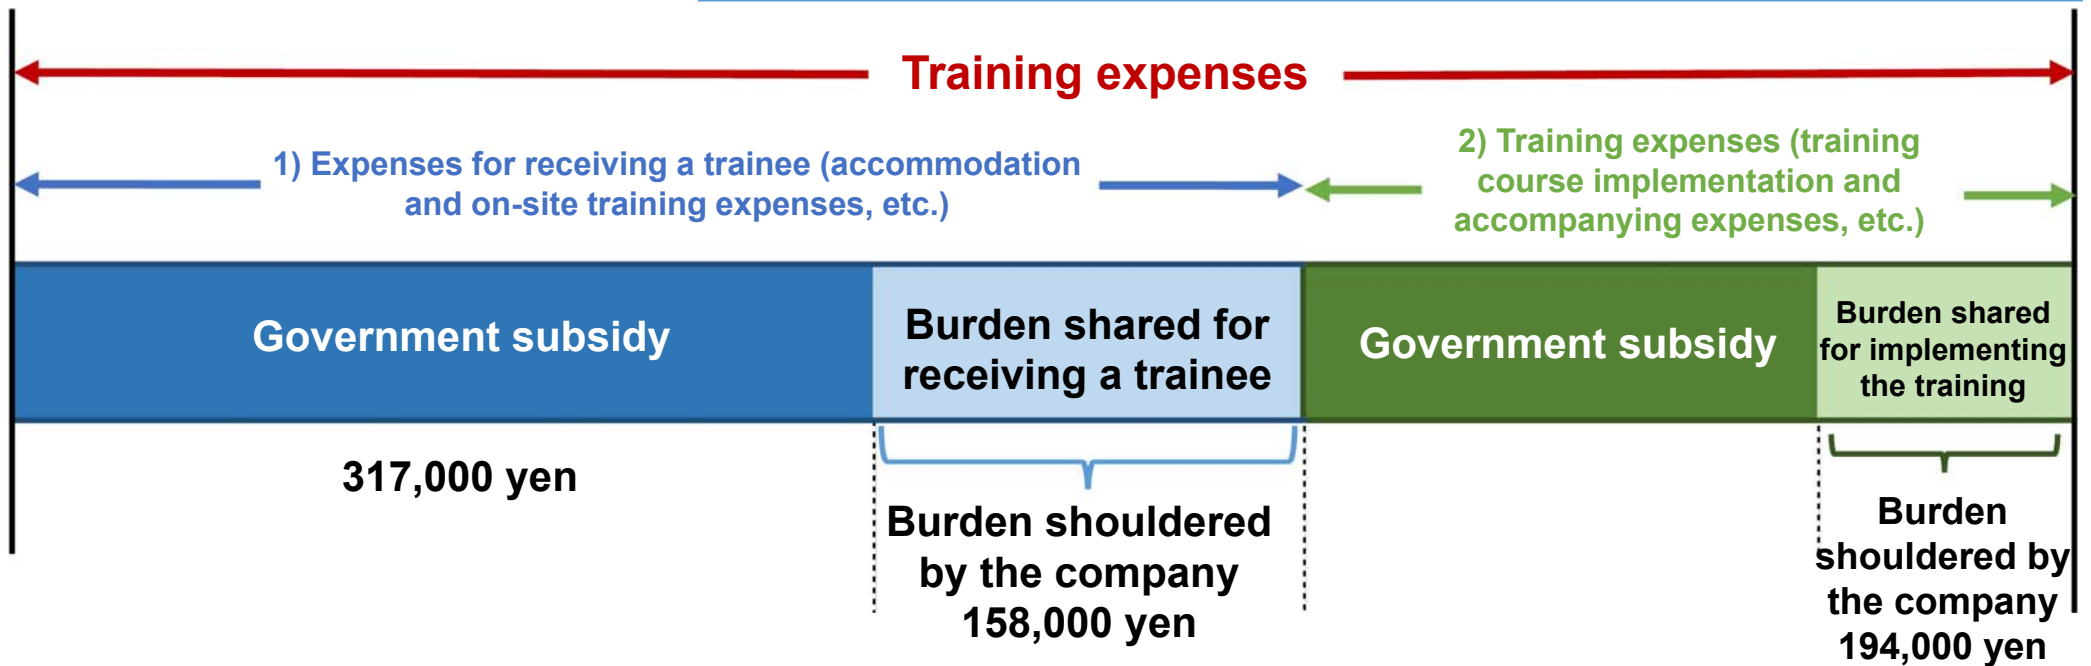 Training expenses
1) Expenses for receiving a trainee (accommodation
and on-site training expenses, etc.)
2) Training expenses (training
course implementation and
accompanying expenses, etc.)
Government subsidy
Burden shared for
receiving a trainee
Government subsidy
Burden shared
for implementing
the training
317,000 yen
Burden shouldered
by the company
158,000 yen
Burden
shouldered by
the company
194,000 yen